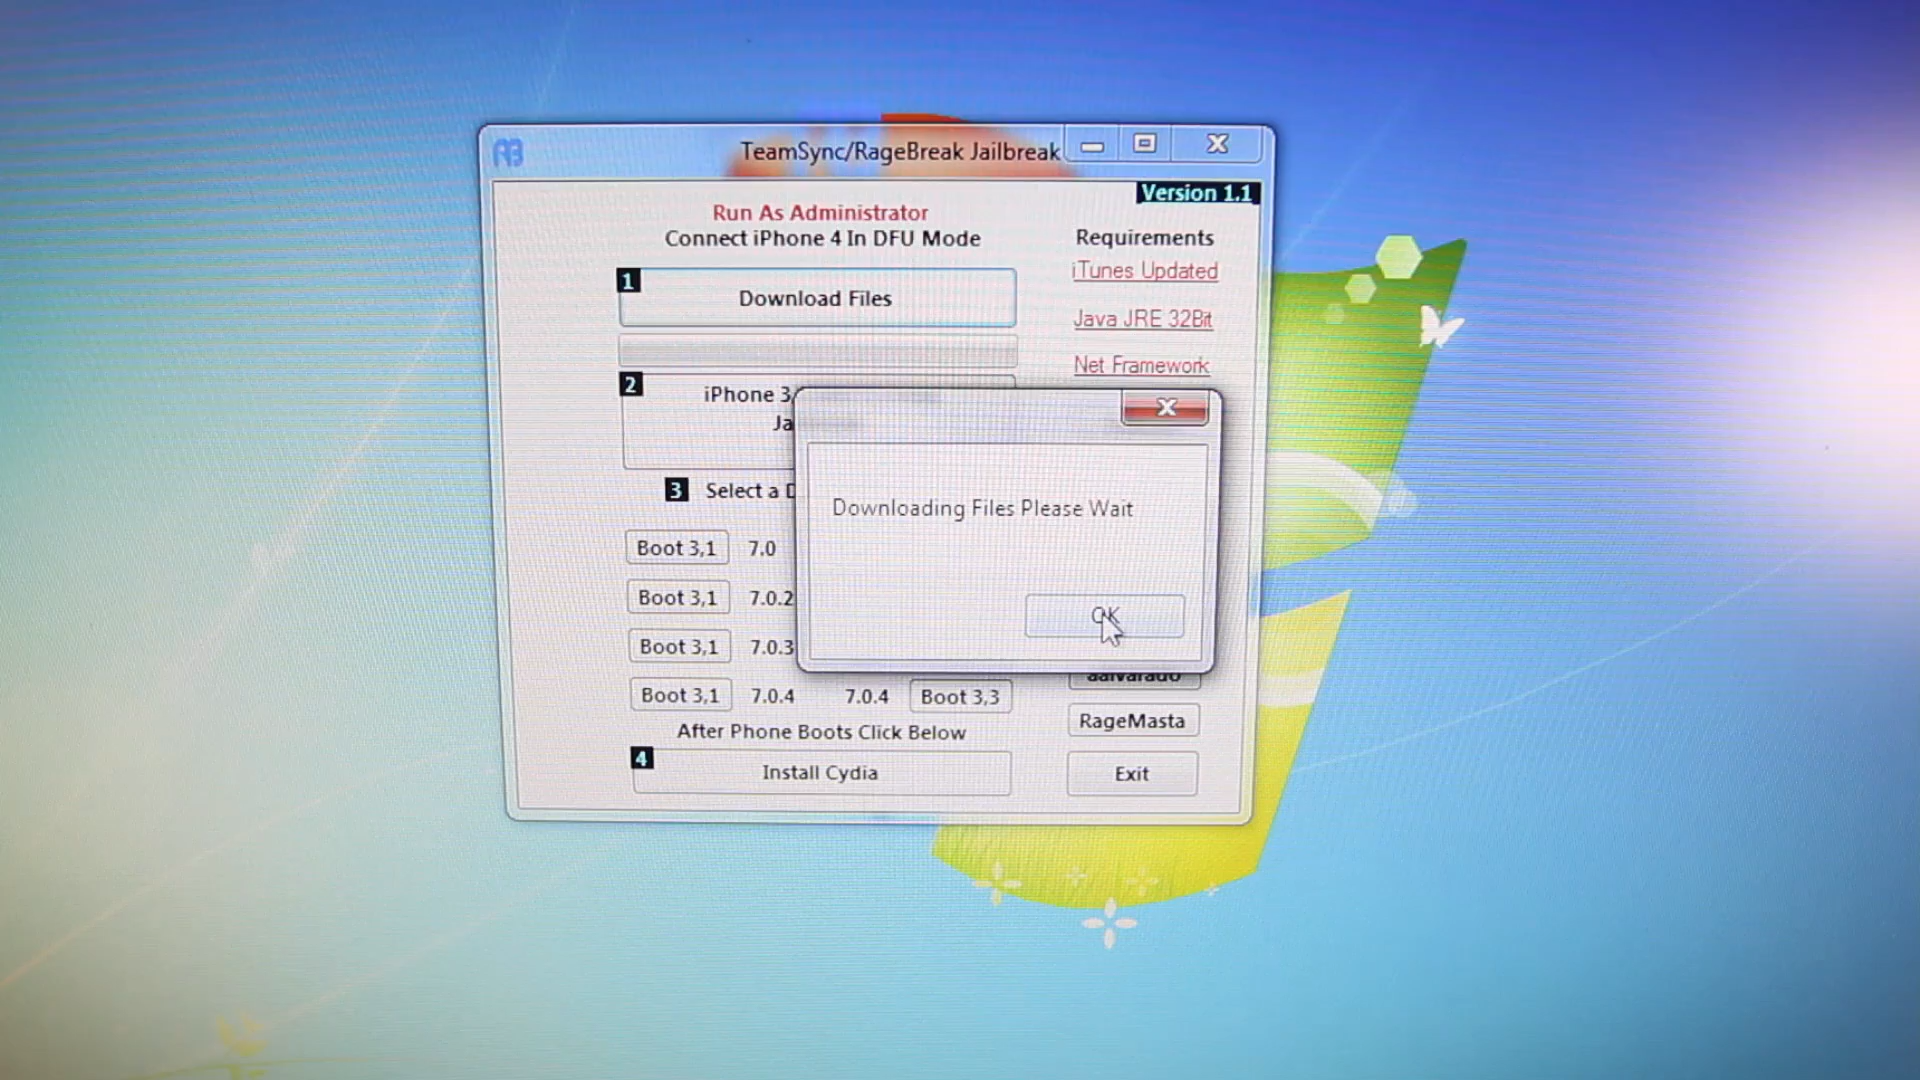 TeamSync/RageBreak Jailbreak
Version 1.1
Run As Administrator
Connect iPhone 4 In DFU Mode
1
Download Files
2
iPhone 3,
3
Select a
Boot 3,1 7.0
Boot 3,1 7.0.2
Boot 3,1 7.0.3
Boot 3,1 7.0.4 7.0.4 Boot 3,3
After Phone Boots Click Below
4
Install Cydia
Requirements
iTunes Updated
Java JRE 32Bit
Net Framework
Downloading Files Please Wait
OK
aalvarado
RageMasta
Exit